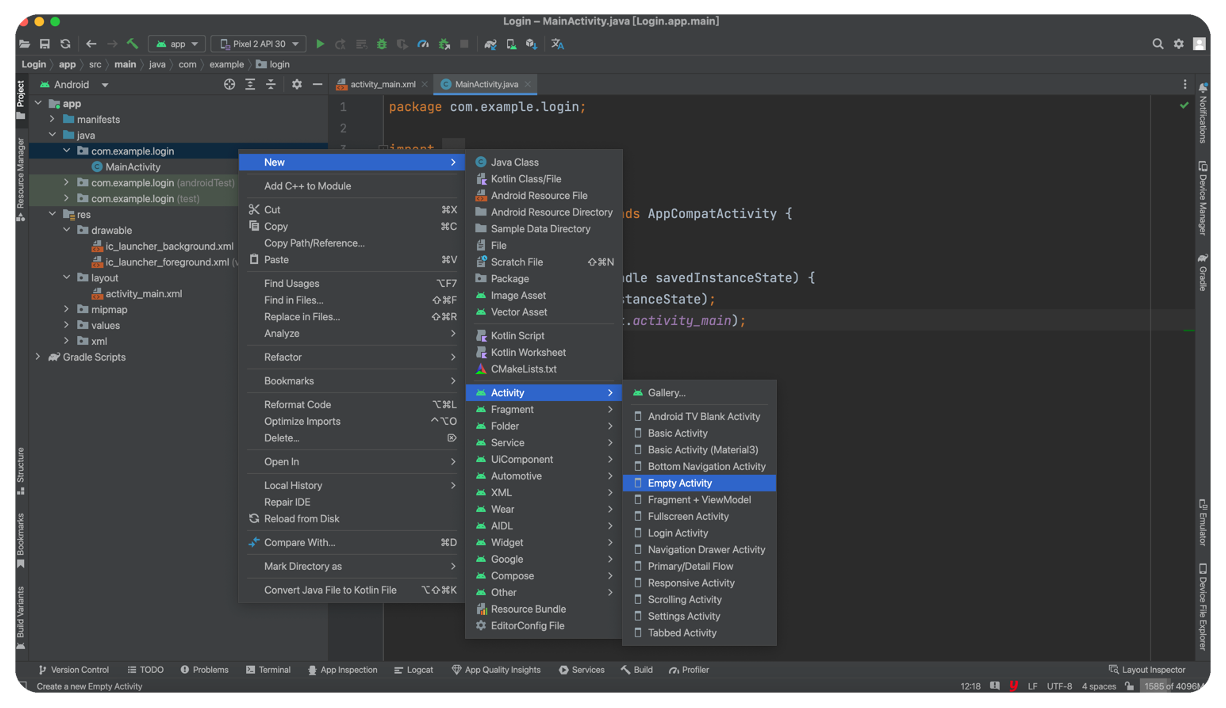 Login – MainActivity.java [Login.app.main]
app
Pixel 2 API 30
Login
app
src
main
java
com
example
login
Android
activity_main.xml
MainActivity.java
Project
Resource Manager
Structure
Bookmarks
Build Variants
app
manifests
java
com.example.login
MainActivity
com.example.login (androidTest)
com.example.login (test)
res
drawable
ic_launcher_background.xml
ic_launcher_foreground.xml (v
layout
activity_main.xml
mipmap
values
xml
Gradle Scripts
1
package com.example.login;
2
3
import ...
ds AppCompatActivity {
dle savedInstanceState) {
stanceState);
t.activity_main);
New
Add C++ to Module
Cut ⌘X
Copy ⌘C
Copy Path/Reference...
Paste ⌘V
Find Usages ⌥F7
Find in Files... ⇧⌘F
Replace in Files... ⇧⌘R
Analyze
Refactor
Bookmarks
Reformat Code ⌥⌘L
Optimize Imports ⌃⌥O
Delete... ⌦
Open In
Local History
Repair IDE
Reload from Disk
Compare With... ⌘D
Mark Directory as
Convert Java File to Kotlin File ⌥⇧⌘K
Java Class
Kotlin Class/File
Android Resource File
Android Resource Directory
Sample Data Directory
File
Scratch File ⇧⌘N
Package
Image Asset
Vector Asset
Kotlin Script
Kotlin Worksheet
CMakeLists.txt
Activity
Fragment
Folder
Service
UiComponent
Automotive
XML
Wear
AIDL
Widget
Google
Compose
Other
Resource Bundle
EditorConfig File
Gallery...
Android TV Blank Activity
Basic Activity
Basic Activity (Material3)
Bottom Navigation Activity
Empty Activity
Fragment + ViewModel
Fullscreen Activity
Login Activity
Navigation Drawer Activity
Primary/Detail Flow
Responsive Activity
Scrolling Activity
Settings Activity
Tabbed Activity
Notifications
Device Manager
Gradle
Emulator
Device File Explorer
Version Control
TODO
Problems
Terminal
App Inspection
Logcat
App Quality Insights
Services
Build
Profiler
Layout Inspector
Create a new Empty Activity
12:18
LF
UTF-8
4 spaces
1585 of 4096M